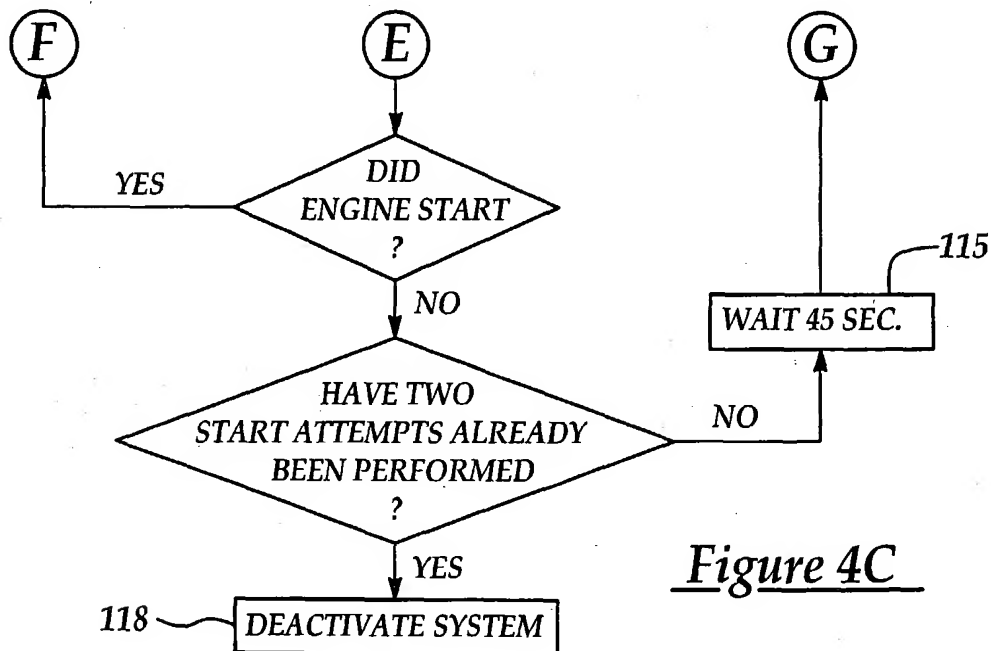 F
E
G
DID
ENGINE START
?
YES
NO
115
WAIT 45 SEC.
HAVE TWO
START ATTEMPTS ALREADY
BEEN PERFORMED
?
NO
YES
118
DEACTIVATE SYSTEM
Figure 4C